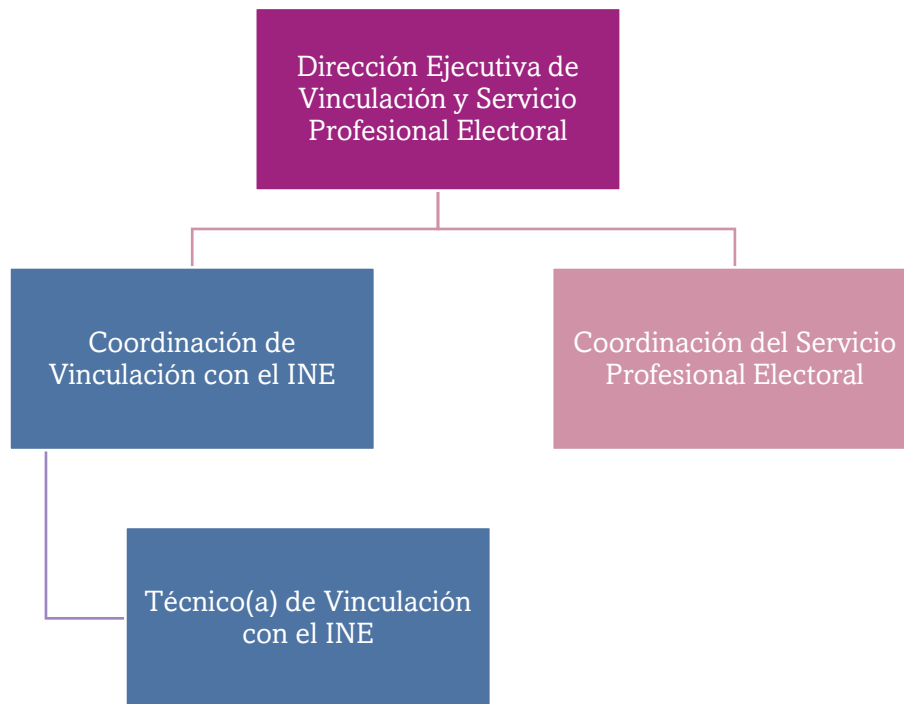 Dirección Ejecutiva de
Vinculación y Servicio
Profesional Electoral
Coordinación de
Vinculación con el INE
Coordinación del Servicio
Profesional Electoral
Técnico(a) de Vinculación
con el INE